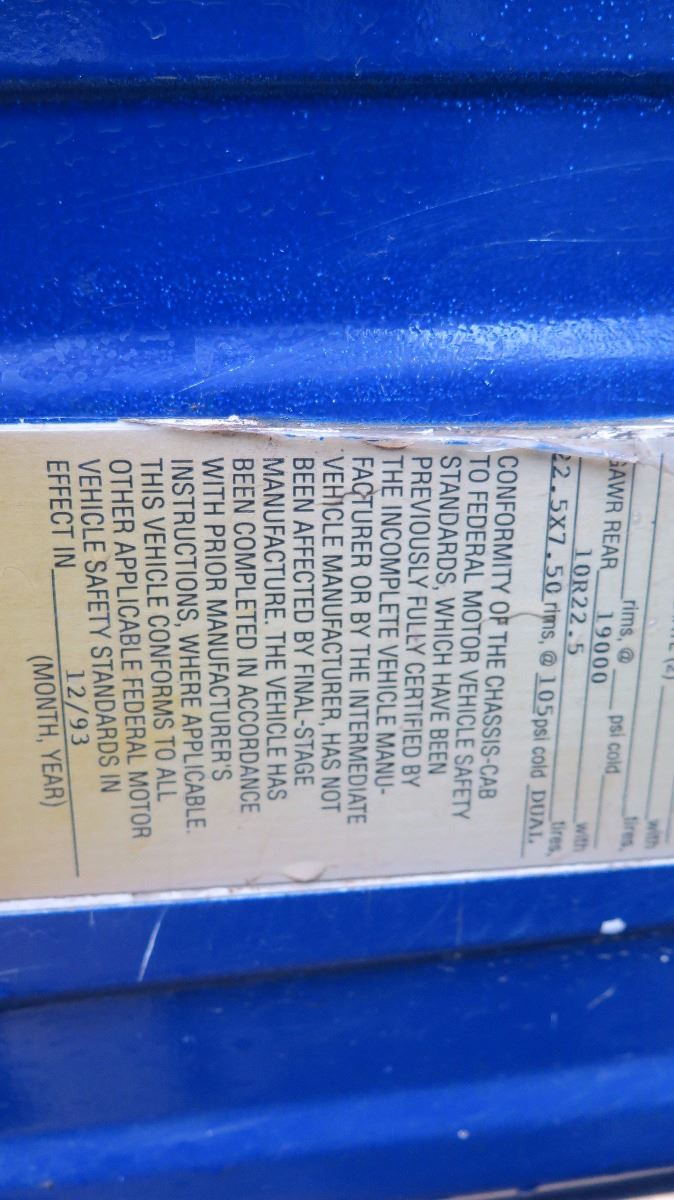 with
rims, @ psi cold tires,
GAWR REAR 19000 with
10R22.5 tires,
22.5X7.50 rims, @ 105 psi cold DUAL
CONFORMITY OF THE CHASSIS-CAB
TO FEDERAL MOTOR VEHICLE SAFETY
STANDARDS, WHICH HAVE BEEN
PREVIOUSLY FULLY CERTIFIED BY
THE INCOMPLETE VEHICLE MANU-
FACTURER OR BY THE INTERMEDIATE
VEHICLE MANUFACTURER, HAS NOT
BEEN AFFECTED BY FINAL-STAGE
MANUFACTURE. THE VEHICLE HAS
BEEN COMPLETED IN ACCORDANCE
WITH PRIOR MANUFACTURER'S
INSTRUCTIONS, WHERE APPLICABLE.
THIS VEHICLE CONFORMS TO ALL
OTHER APPLICABLE FEDERAL MOTOR
VEHICLE SAFETY STANDARDS IN
EFFECT IN 12/93
(MONTH, YEAR)